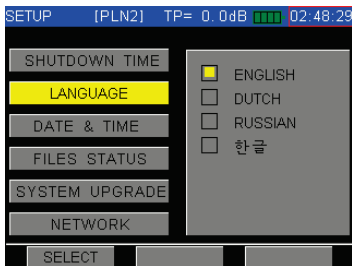 SETUP [PLN2] TP= 0.0dB 02:48:29
SHUTDOWN TIME
LANGUAGE
DATE & TIME
FILES STATUS
SYSTEM UPGRADE
NETWORK
ENGLISH
DUTCH
RUSSIAN
한글
SELECT